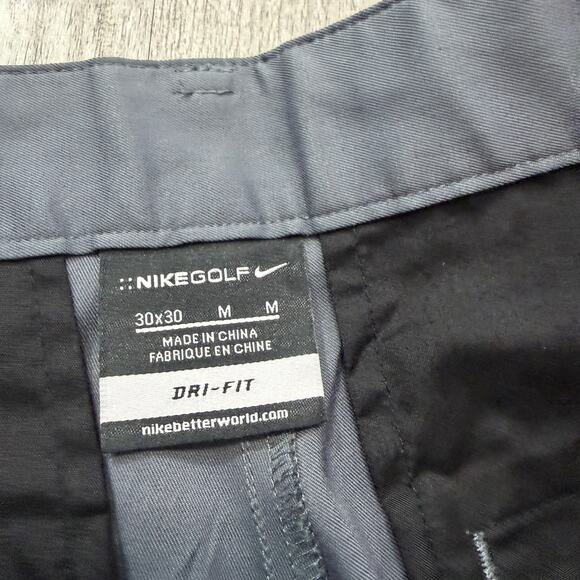 ::NIKEGOLF
30x30 M M
MADE IN CHINA
FABRIQUE EN CHINE
DRI-FIT
nikebetterworld.com